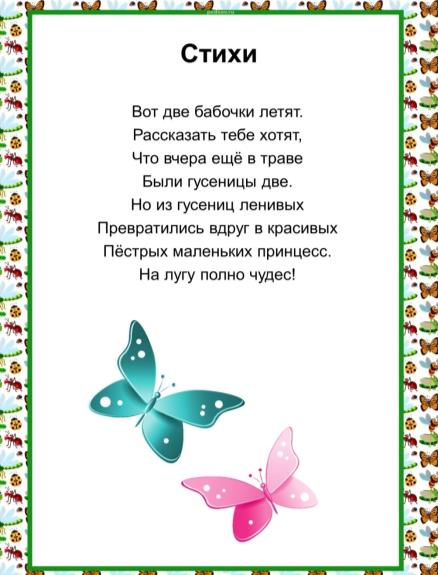 Стихи
Вот две бабочки летят.
Рассказать тебе хотят,
Что вчера ещё в траве
Были гусеницы две.
Но из гусениц ленивых
Превратились вдруг в красивых
Пёстрых маленьких принцесс.
На лугу полно чудес!